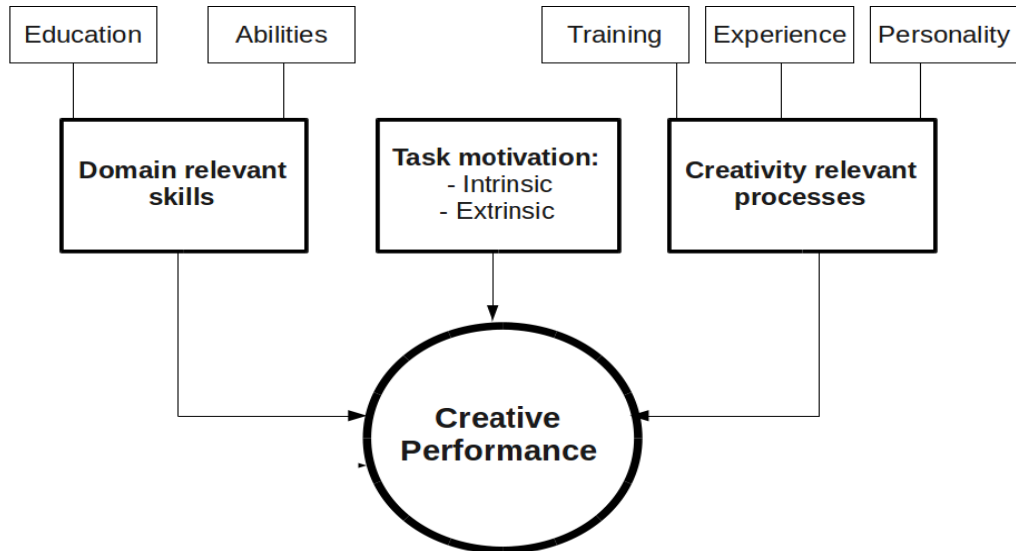 Education
Abilities
Training
Experience
Personality
Domain relevant
skills
Task motivation:
- Intrinsic
- Extrinsic
Creativity relevant
processes
Creative
Performance